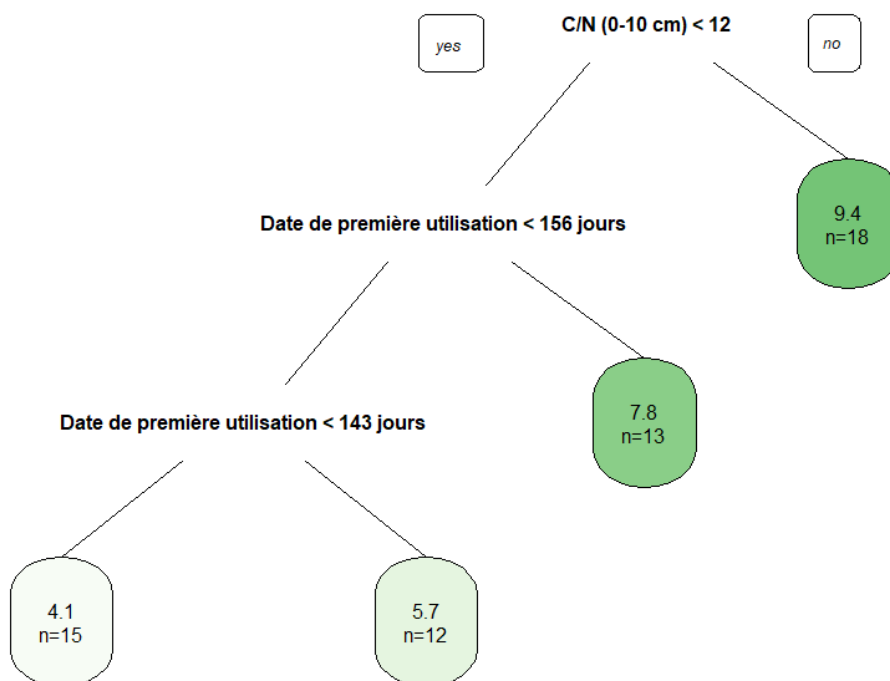 yes
C/N (0-10 cm) < 12
no
Date de première utilisation < 156 jours
9.4
n=18
Date de première utilisation < 143 jours
7.8
n=13
4.1
n=15
5.7
n=12